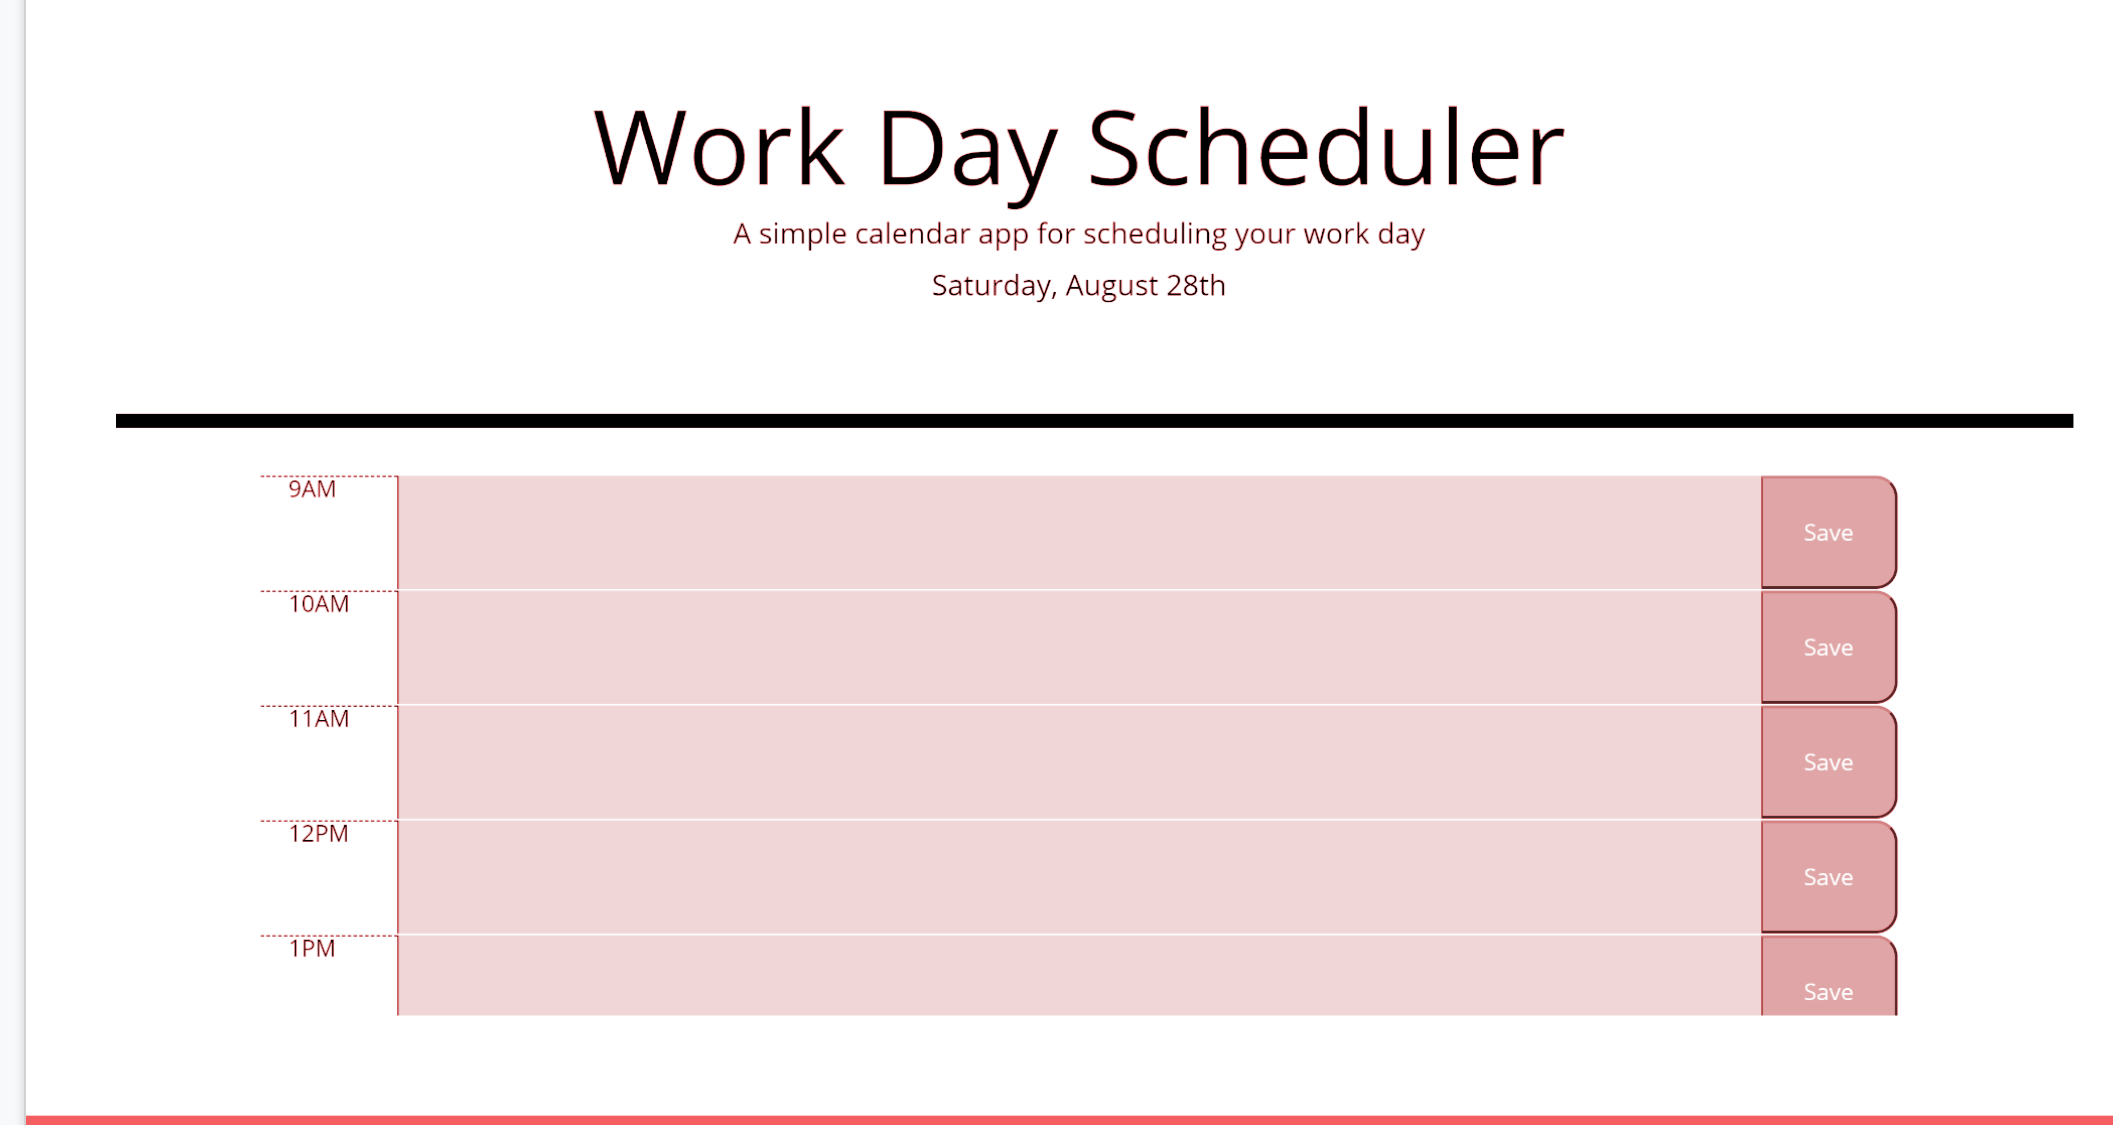 Work Day Scheduler
A simple calendar app for scheduling your work day
Saturday, August 28th
9AM
Save
10AM
Save
11AM
Save
12PM
Save
1PM
Save